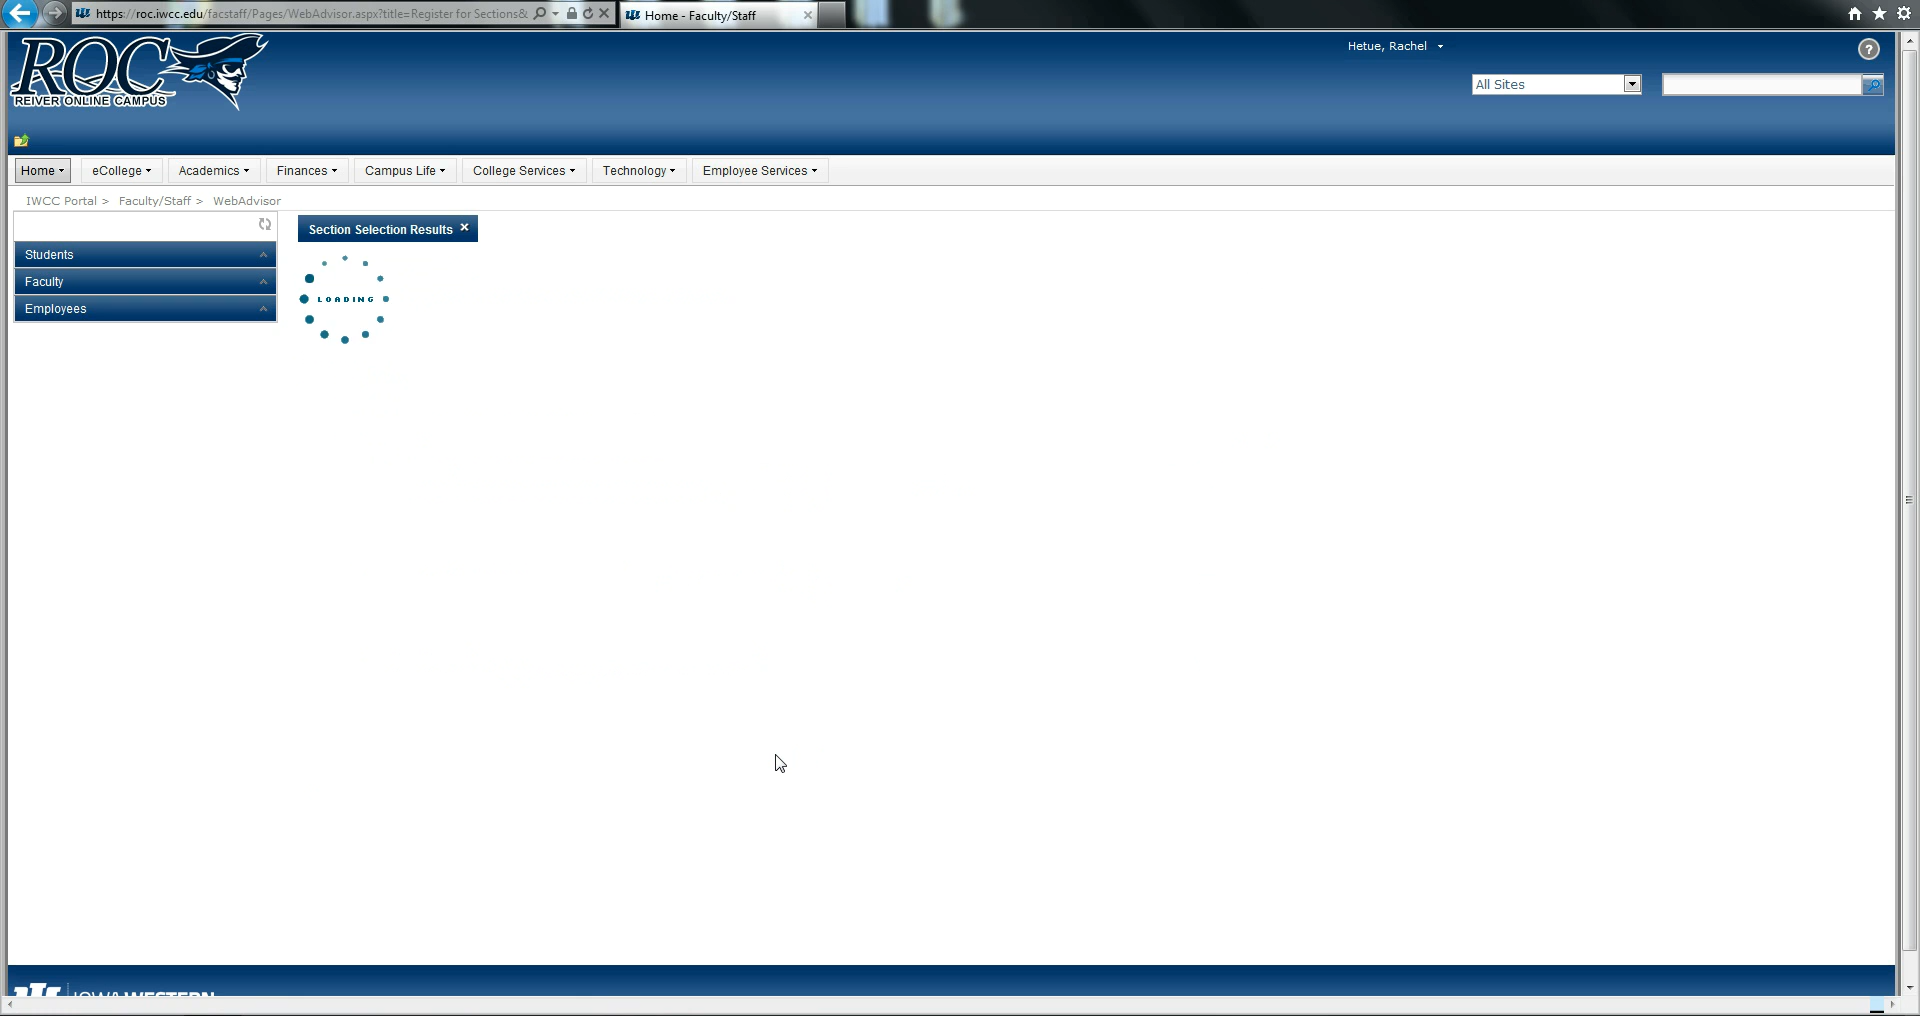 https://roc.iwcc.edu/facstaff/Pages/WebAdvisor.aspx?title=Register for Sections&
Home - Faculty/Staff
ROC
REIVER ONLINE CAMPUS
Hetue, Rachel
All Sites
Home
eCollege
Academics
Finances
Campus Life
College Services
Technology
Employee Services
IWCC Portal > Faculty/Staff > WebAdvisor
Section Selection Results
Students
Faculty
Employees
LOADING
IOWA WESTERN